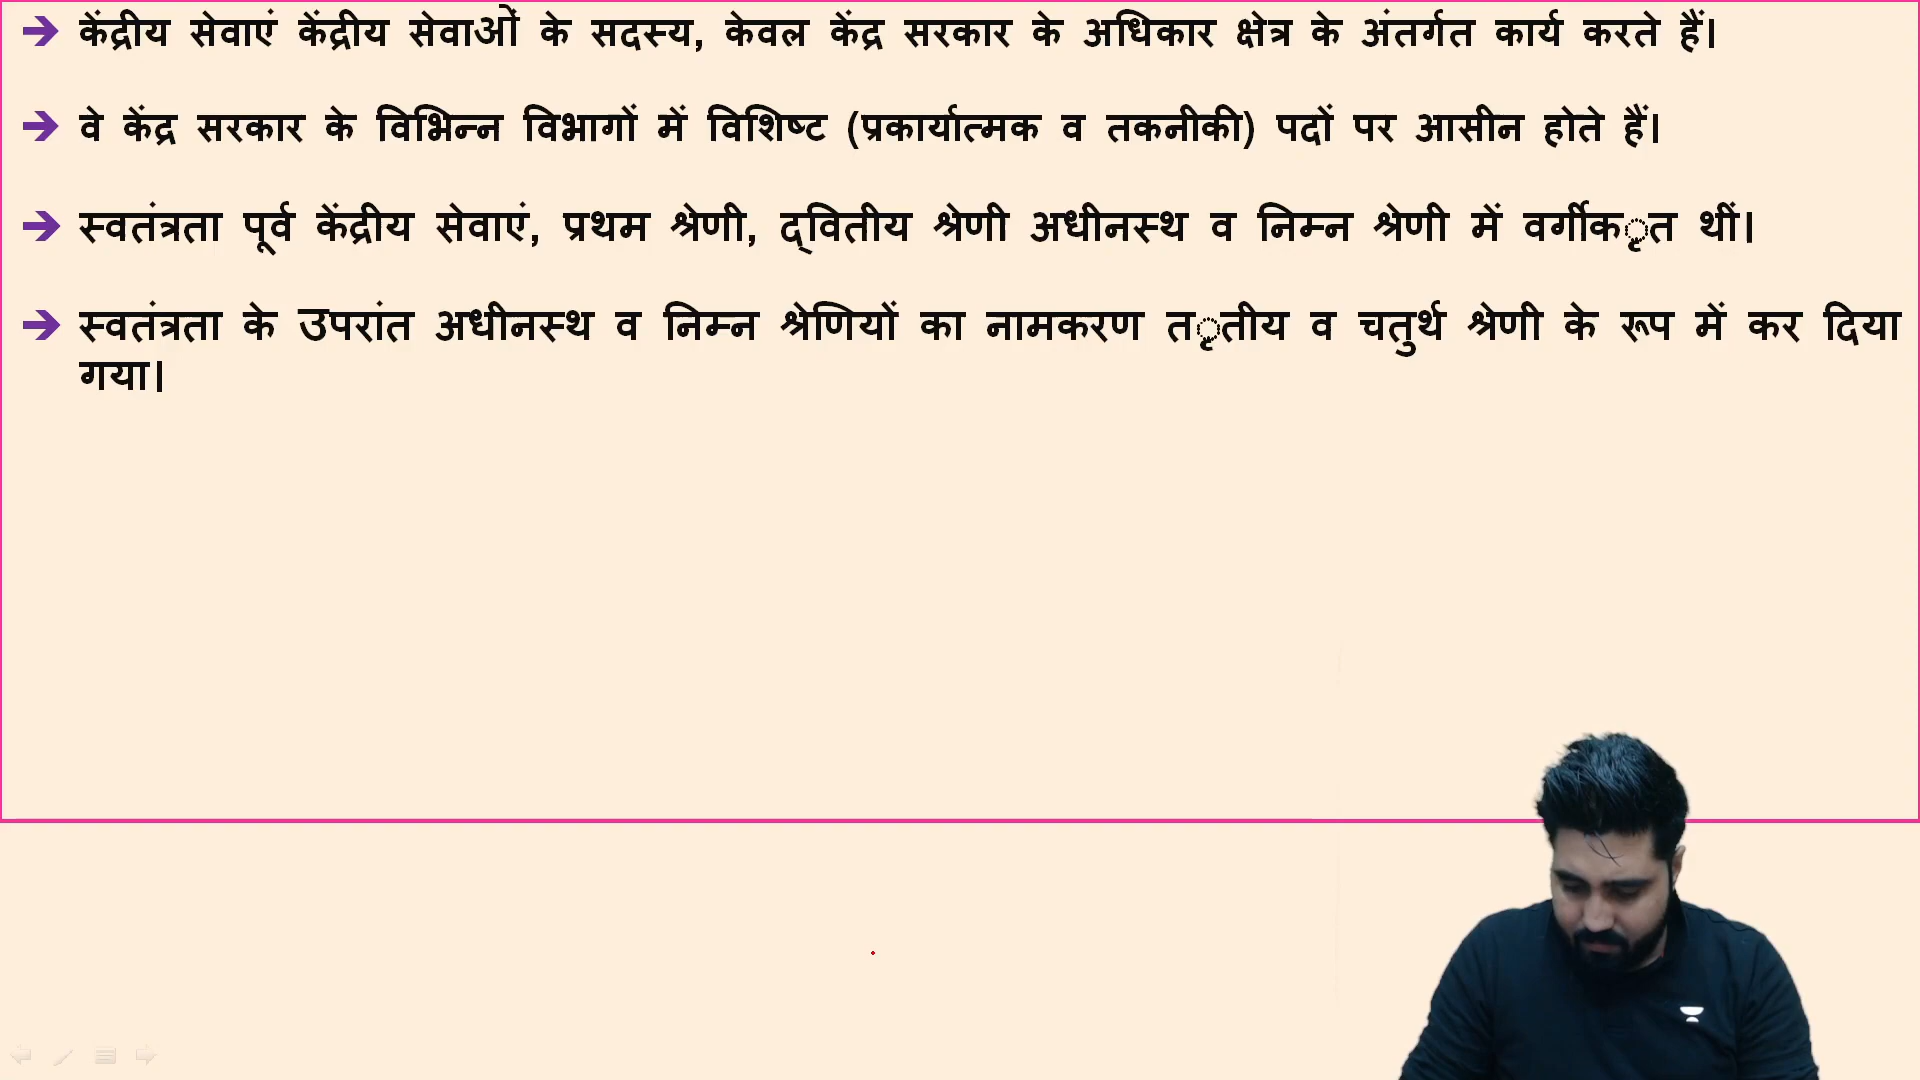 ➔ केंद्रीय सेवाएं केंद्रीय सेवाओं के सदस्य, केवल केंद्र सरकार के अधिकार क्षेत्र के अंतर्गत कार्य करते हैं।
➔ वे केंद्र सरकार के विभिन्न विभागों में विशिष्ट (प्रकार्यात्मक व तकनीकी) पदों पर आसीन होते हैं।
➔ स्वतंत्रता पूर्व केंद्रीय सेवाएं, प्रथम श्रेणी, द्वितीय श्रेणी अधीनस्थ व निम्न श्रेणी में वर्गीकृत थीं।
➔ स्वतंत्रता के उपरांत अधीनस्थ व निम्न श्रेणियों का नामकरण तृतीय व चतुर्थ श्रेणी के रूप में कर दिया
गया।